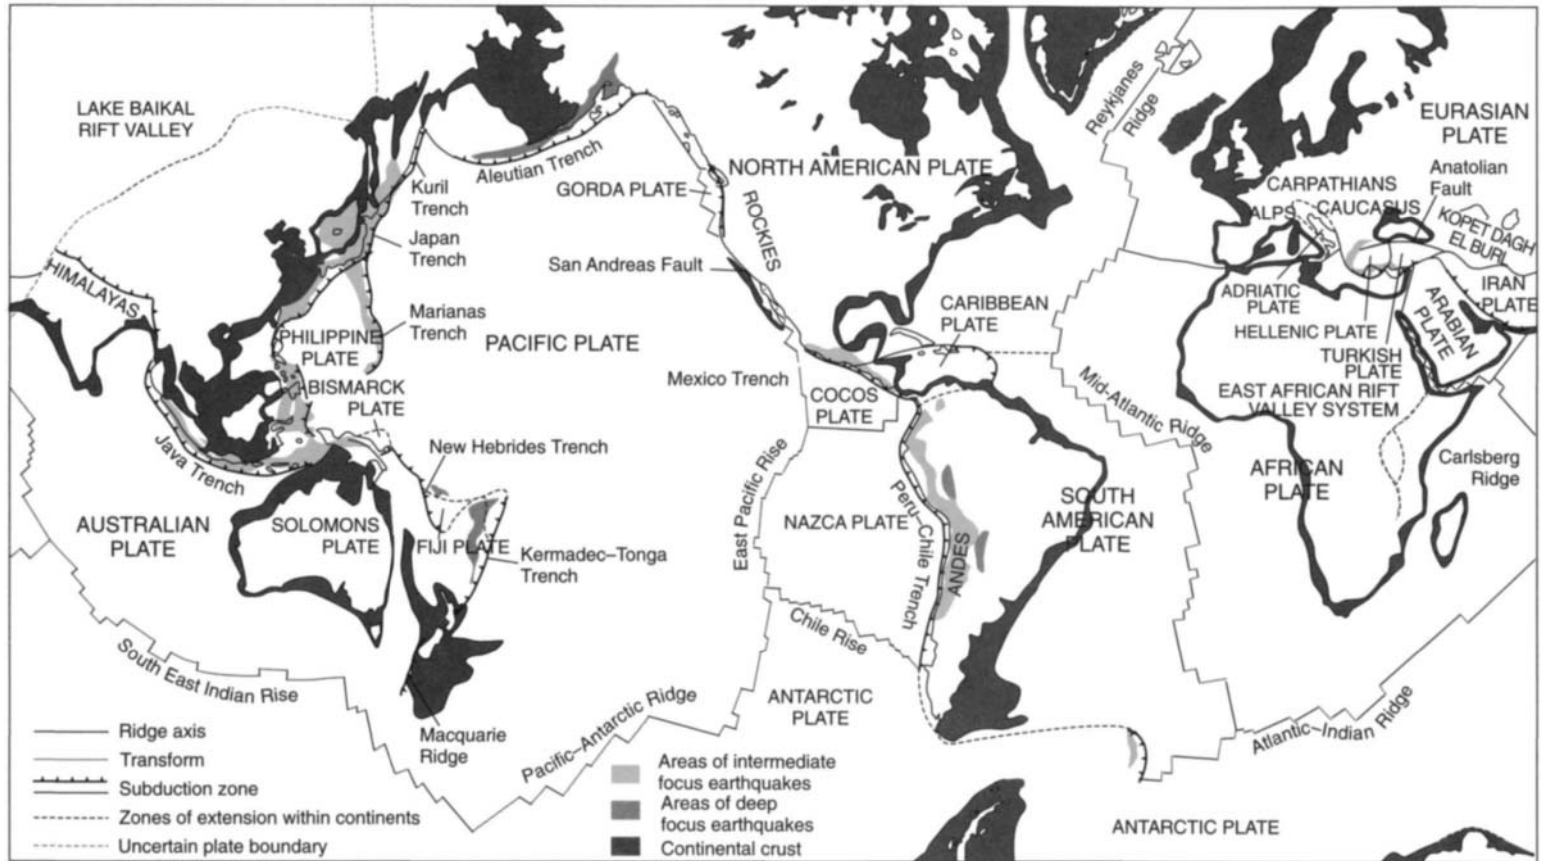 LAKE BAIKAL
RIFT VALLEY
HIMALAYAS
Kuril
Trench
Japan
Trench
Marianas
Trench
Aleutian Trench
PHILIPPINE
PLATE
BISMARCK
PLATE
PACIFIC PLATE
Java Trench
New Hebrides Trench
AUSTRALIAN
PLATE
SOLOMONS
PLATE
FIJI PLATE
Kermadec–Tonga
Trench
South East Indian Rise
Macquarie
Ridge
Pacific–Antarctic Ridge
GORDA PLATE
ROCKIES
San Andreas Fault
NORTH AMERICAN PLATE
Mexico Trench
COCOS
PLATE
CARIBBEAN
PLATE
East Pacific Rise
NAZCA PLATE
Peru–Chile Trench
ANDES
Chile Rise
SOUTH
AMERICAN
PLATE
ANTARCTIC
PLATE
Reykjanes
Ridge
Mid-Atlantic Ridge
EURASIAN
PLATE
Anatolian
Fault
CARPATHIANS
ALPS
CAUCASUS
KOPET DAGH
EL BURL
ADRIATIC
PLATE
HELLENIC PLATE
TURKISH
PLATE
ARABIAN
PLATE
IRAN
PLATE
EAST AFRICAN RIFT
VALLEY SYSTEM
AFRICAN
PLATE
Carlsberg
Ridge
Atlantic–Indian Ridge
ANTARCTIC PLATE
Ridge axis
Transform
Subduction zone
Zones of extension within continents
Uncertain plate boundary
Areas of intermediate
focus earthquakes
Areas of deep
focus earthquakes
Continental crust